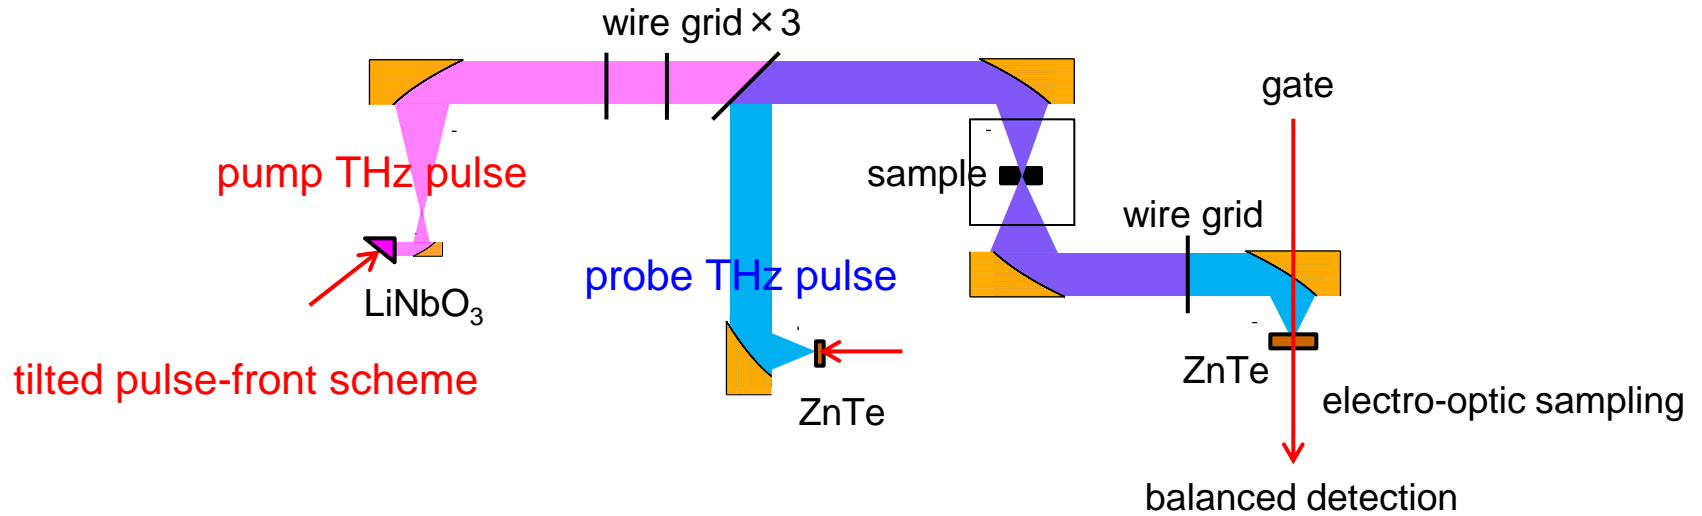 wire grid×3
gate
pump THz pulse
sample
wire grid
probe THz pulse
LiNbO₃
tilted pulse-front scheme
ZnTe
ZnTe
electro-optic sampling
balanced detection